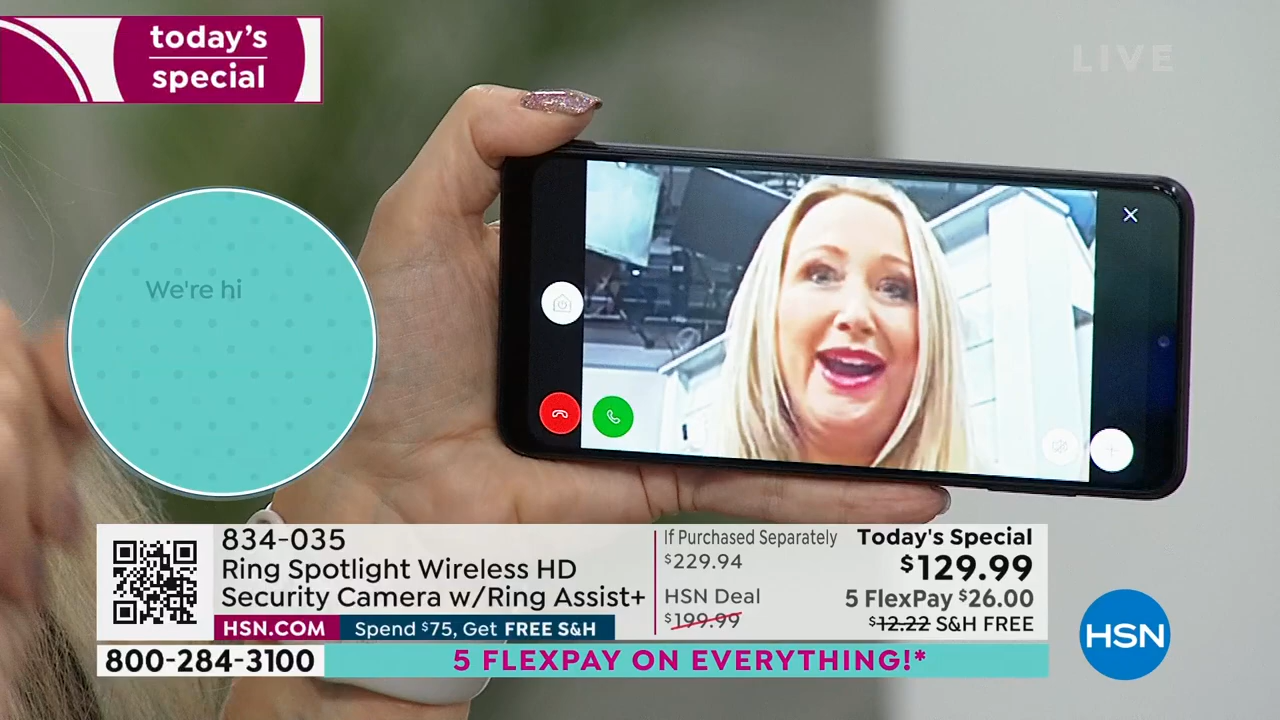 today's
special
LIVE
We're hi
834-035
Ring Spotlight Wireless HD
Security Camera w/Ring Assist+
HSN.COM Spend $75, Get FREE S&H
If Purchased Separately
$229.94
HSN Deal
$199.99
Today's Special
$129.99
5 FlexPay $26.00
$12.22 S&H FREE
800-284-3100
5 FLEXPAY ON EVERYTHING!*
HSN